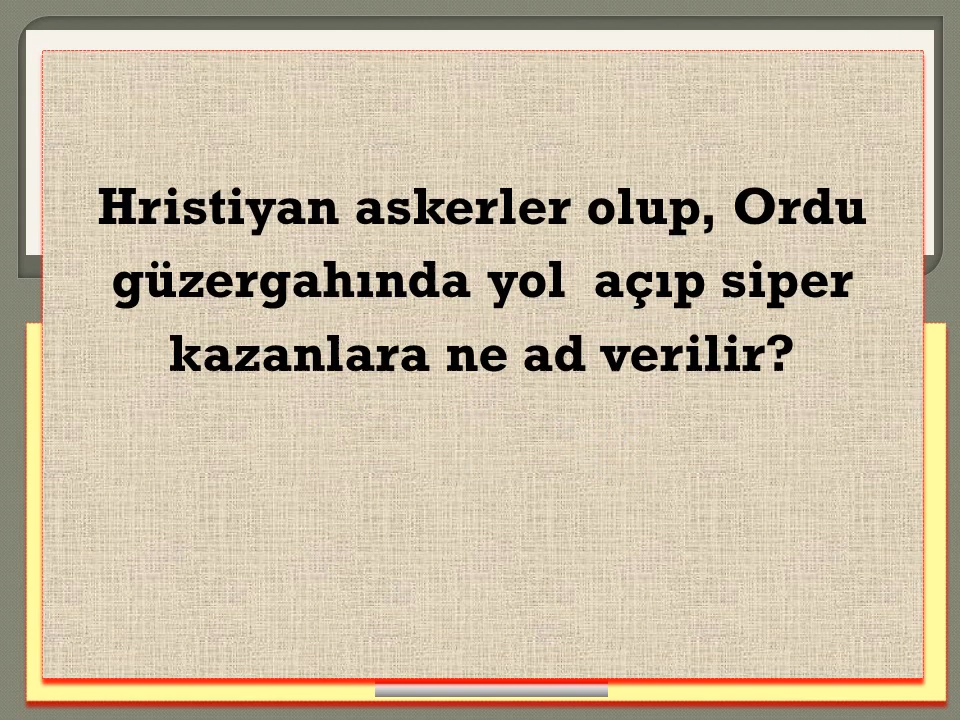 Hristiyan askerler olup, Ordu
güzergahında yol  açıp siper
kazanlara ne ad verilir?